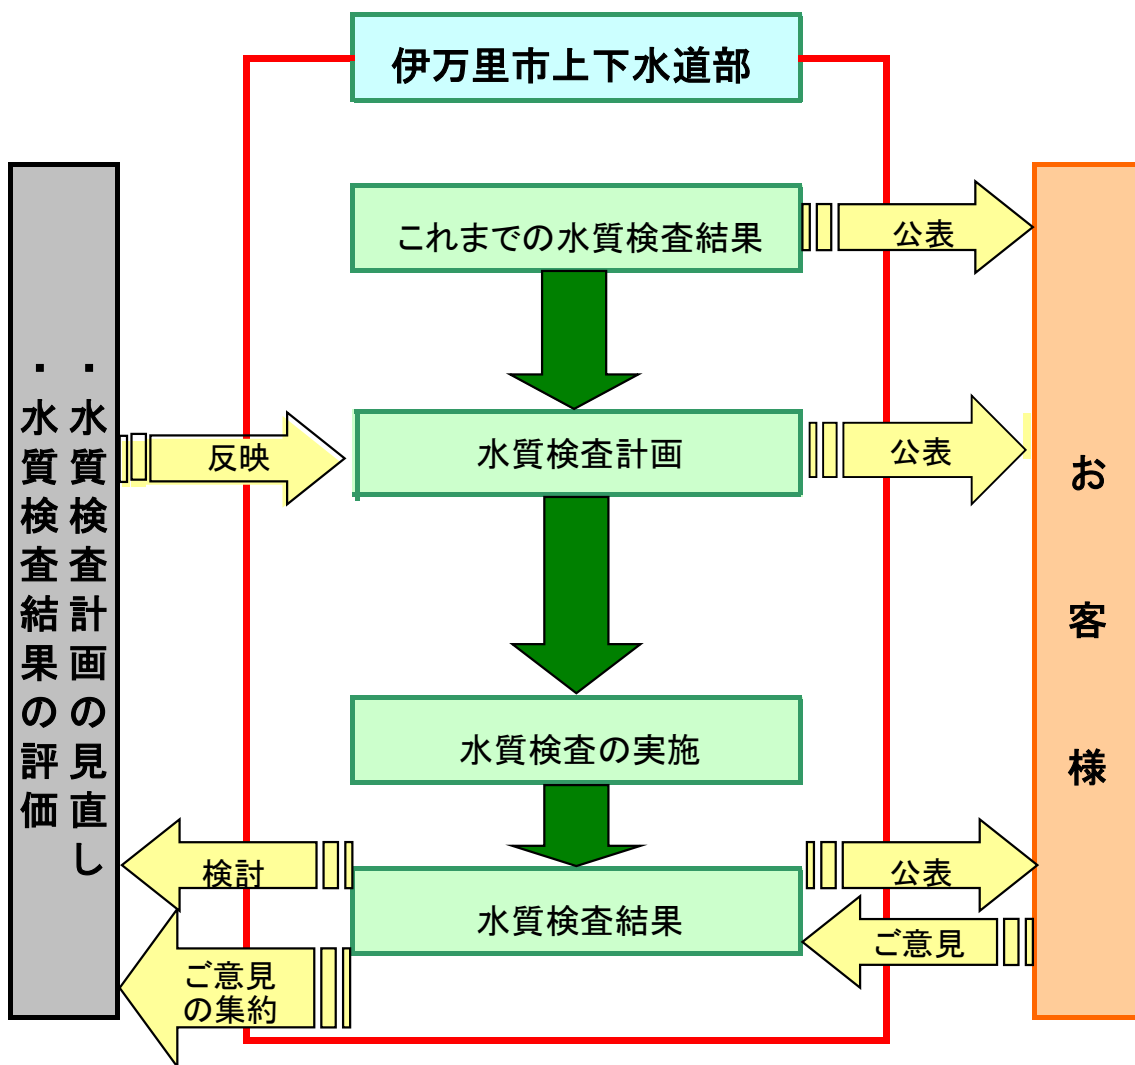 伊万里市上下水道部
これまでの水質検査結果
公表
・水質検査計画の見直し
・水質検査結果の評価
反映
水質検査計画
公表
お客様
水質検査の実施
検討
水質検査結果
公表
ご意見
ご意見
の集約